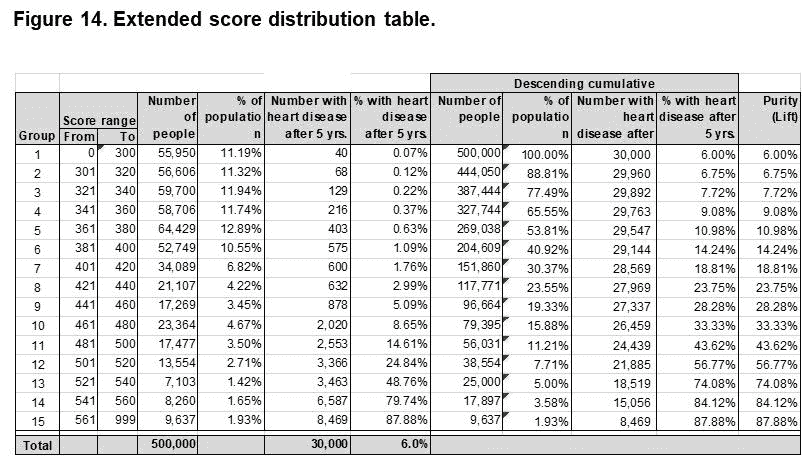 Figure 14. Extended score distribution table.
Descending cumulative
Number % of Number with % with heart Number of % of Number with % with heart Purity
Score range of populatio heart disease disease people populatio heart disease after (Lift)
Group From To people n after 5 yrs. after 5 yrs. n disease after 5 yrs.
1 0 300 55,950 11.19% 40 0.07% 500,000 100.00% 30,000 6.00% 6.00%
2 301 320 56,606 11.32% 68 0.12% 444,050 88.81% 29,960 6.75% 6.75%
3 321 340 59,700 11.94% 129 0.22% 387,444 77.49% 29,892 7.72% 7.72%
4 341 360 58,706 11.74% 216 0.37% 327,744 65.55% 29,763 9.08% 9.08%
5 361 380 64,429 12.89% 403 0.63% 269,038 53.81% 29,547 10.98% 10.98%
6 381 400 52,749 10.55% 575 1.09% 204,609 40.92% 29,144 14.24% 14.24%
7 401 420 34,089 6.82% 600 1.76% 151,860 30.37% 28,569 18.81% 18.81%
8 421 440 21,107 4.22% 632 2.99% 117,771 23.55% 27,969 23.75% 23.75%
9 441 460 17,269 3.45% 878 5.09% 96,664 19.33% 27,337 28.28% 28.28%
10 461 480 23,364 4.67% 2,020 8.65% 79,395 15.88% 26,459 33.33% 33.33%
11 481 500 17,477 3.50% 2,553 14.61% 56,031 11.21% 24,439 43.62% 43.62%
12 501 520 13,554 2.71% 3,366 24.84% 38,554 7.71% 21,885 56.77% 56.77%
13 521 540 7,103 1.42% 3,463 48.76% 25,000 5.00% 18,519 74.08% 74.08%
14 541 560 8,260 1.65% 6,587 79.74% 17,897 3.58% 15,056 84.12% 84.12%
15 561 999 9,637 1.93% 8,469 87.88% 9,637 1.93% 8,469 87.88% 87.88%
Total 500,000 30,000 6.0%